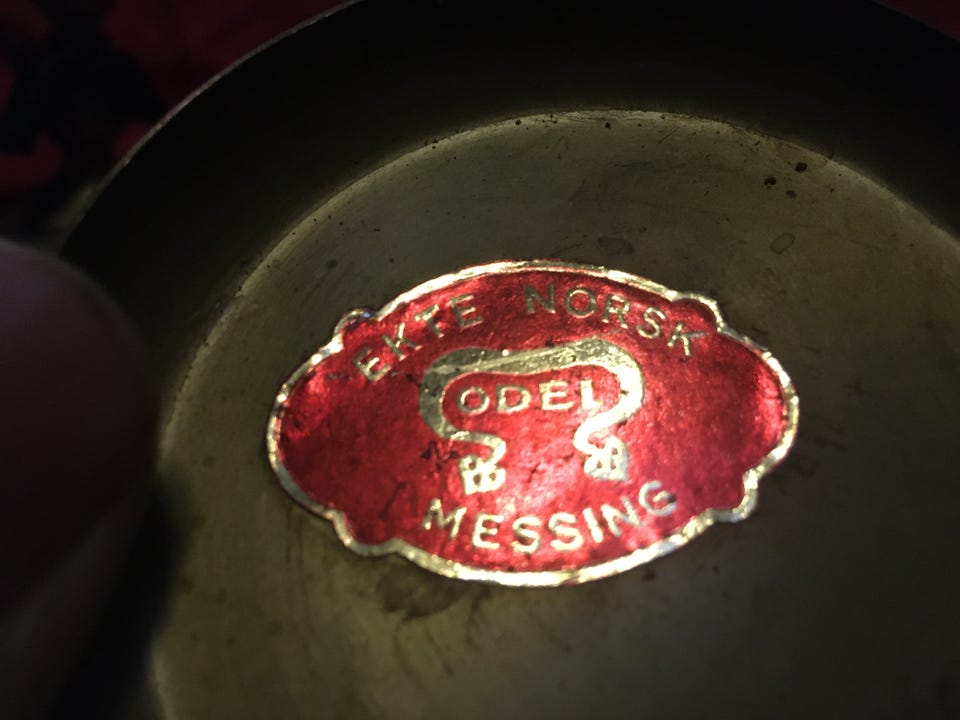 EKTE NORSK
ODEL
MESSING